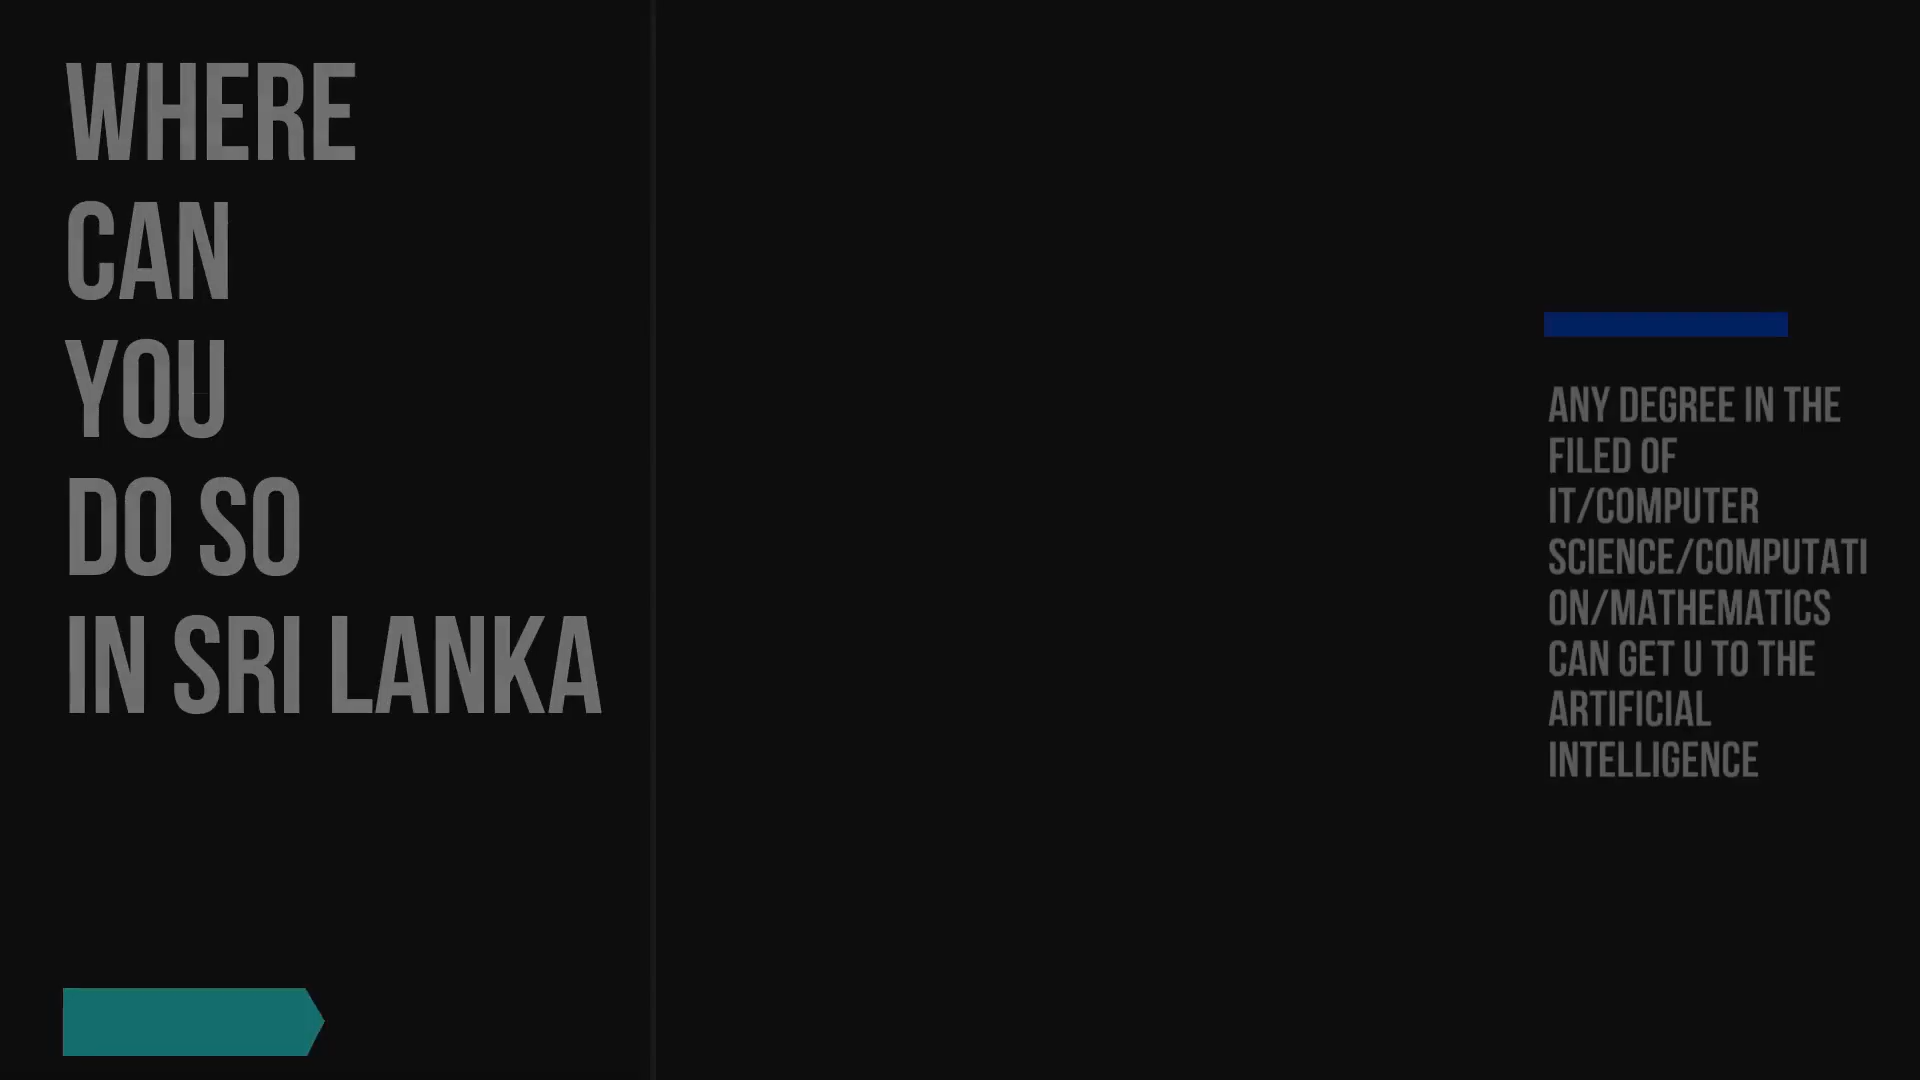 WHERE
CAN
YOU
DO SO
IN SRI LANKA
ANY DEGREE IN THE
FILED OF
IT/COMPUTER
SCIENCE/COMPUTATI
ON/MATHEMATICS
CAN GET U TO THE
ARTIFICIAL
INTELLIGENCE